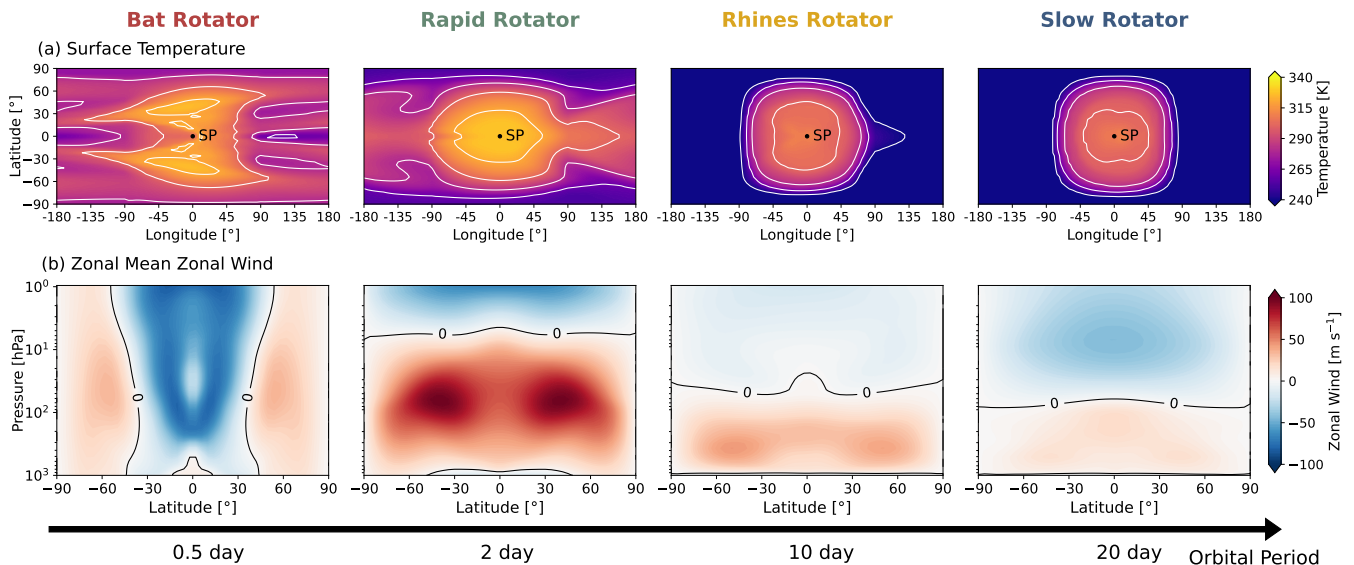 Bat Rotator Rapid Rotator Rhines Rotator Slow Rotator
(a) Surface Temperature
Latitude [°]
90
60
30
0
−30
−60
−90
SP SP SP SP
-180 -135 -90 -45 0 45 90 135 180 -180 -135 -90 -45 0 45 90 135 180 -180 -135 -90 -45 0 45 90 135 180 -180 -135 -90 -45 0 45 90 135 180
Longitude [°] Longitude [°] Longitude [°] Longitude [°]
340
315
290
265
240
Temperature [K]
(b) Zonal Mean Zonal Wind
Pressure [hPa]
10⁰
10¹
10²
10³
0 0 0 0 0 0 0 0
−90 −60 −30 0 30 60 90 −90 −60 −30 0 30 60 90 −90 −60 −30 0 30 60 90 −90 −60 −30 0 30 60 90
Latitude [°] Latitude [°] Latitude [°] Latitude [°]
100
50
0
−50
−100
Zonal Wind [m s⁻¹]
0.5 day 2 day 10 day 20 day Orbital Period